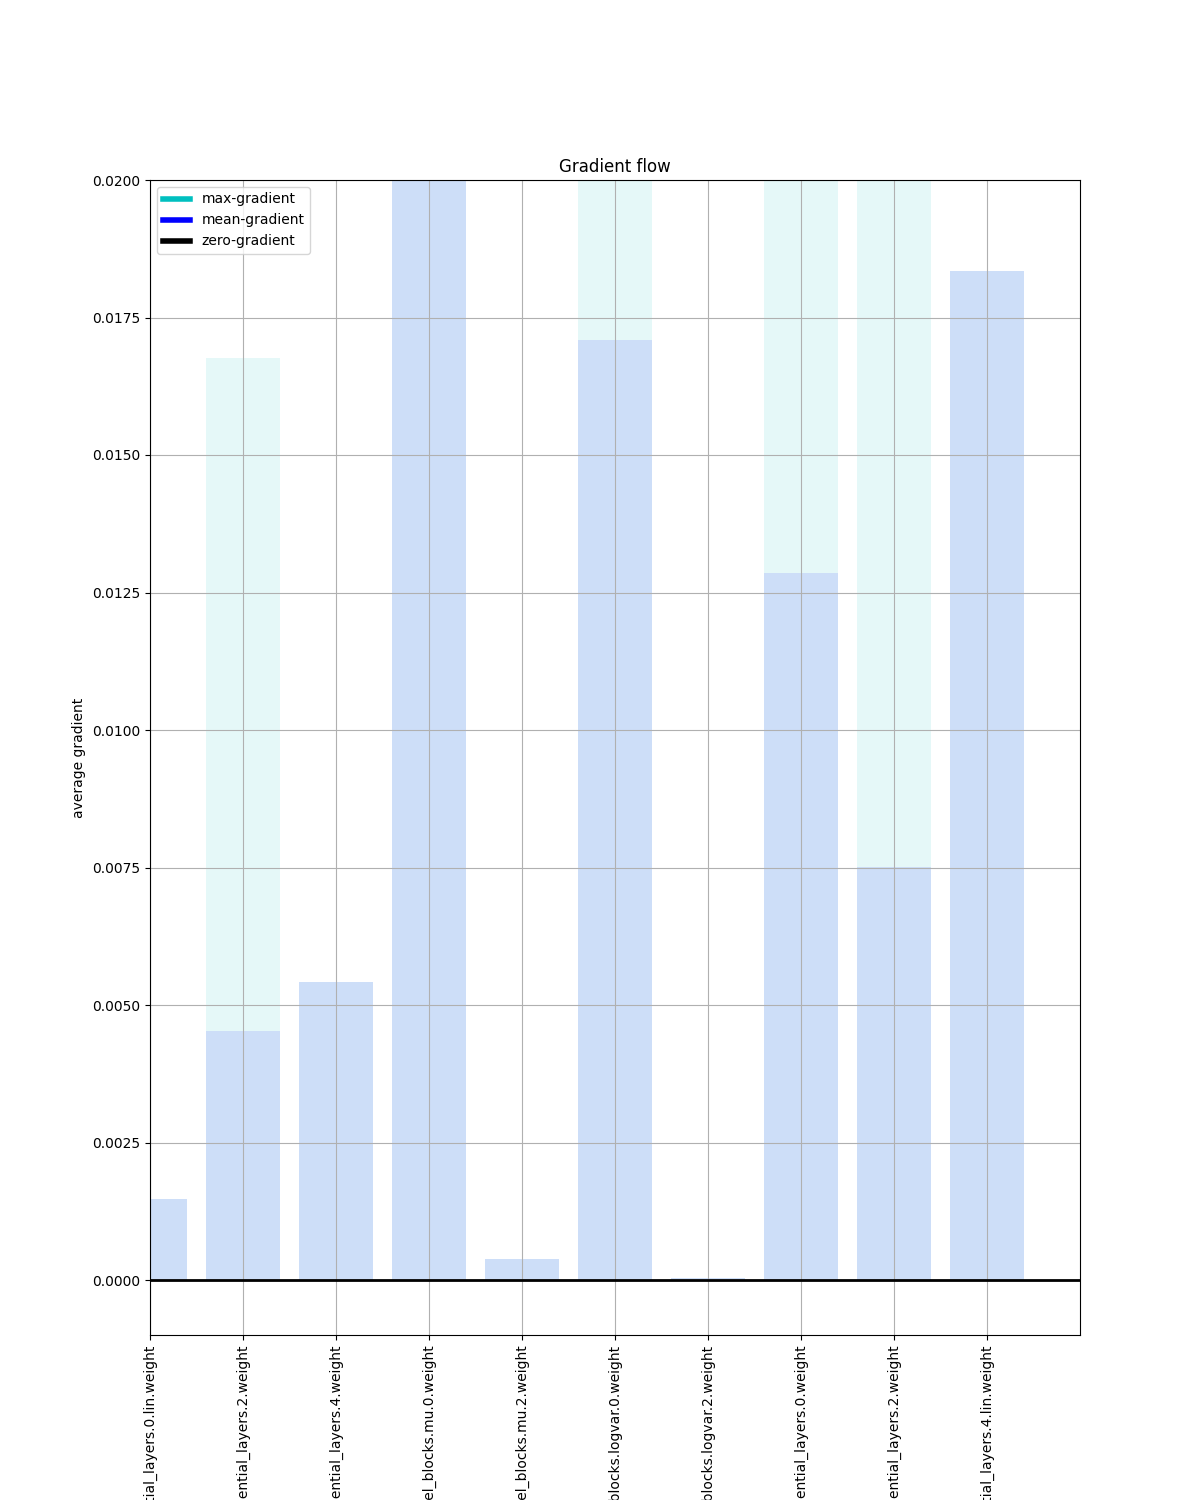 Gradient flow
max-gradient
mean-gradient
zero-gradient
0.0200
0.0175
0.0150
0.0125
0.0100
0.0075
0.0050
0.0025
0.0000
average gradient
tial_layers.0.lin.weight
ential_layers.2.weight
ential_layers.4.weight
el_blocks.mu.0.weight
el_blocks.mu.2.weight
blocks.logvar.0.weight
blocks.logvar.2.weight
ential_layers.0.weight
ential_layers.2.weight
tial_layers.4.lin.weight